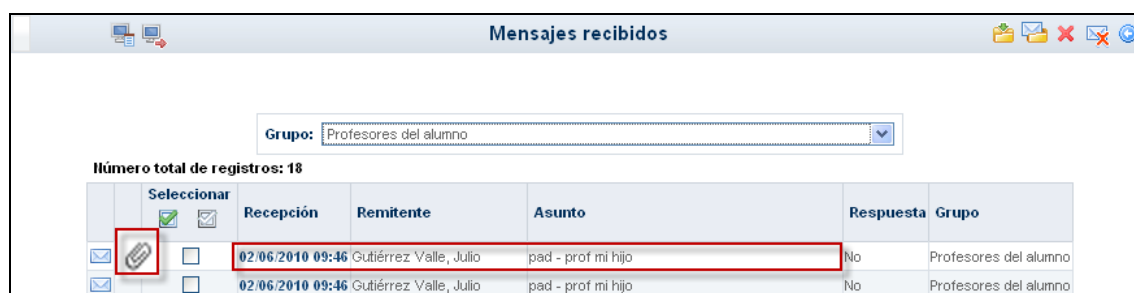 Mensajes recibidos
Grupo: Profesores del alumno
Número total de registros: 18
Seleccionar
Recepción Remitente Asunto Respuesta Grupo
02/06/2010 09:46 Gutiérrez Valle, Julio pad - prof mi hijo No Profesores del alumno
02/06/2010 09:46 Gutiérrez Valle, Julio pad - prof mi hijo No Profesores del alumno